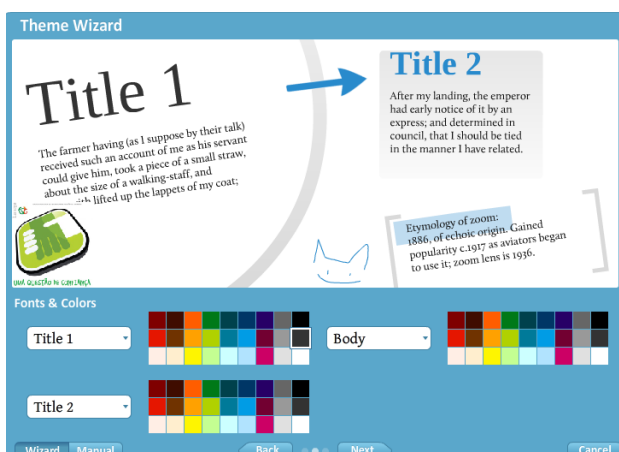 Theme Wizard
Title 1
The farmer having (as I suppose by their talk)
received such an account of me as his servant
could give him, took a piece of a small straw,
about the size of a walking-staff, and
lifted up the lappets of my coat;
UMA QUESTÃO DE CONFIANÇA
Title 2
After my landing, the emperor
had early notice of it by an
express; and determined in
council, that I should be tied
in the manner I have related.
Etymology of zoom:
1886, of echoic origin. Gained
popularity c.1917 as aviators began
to use it; zoom lens is 1936.
Fonts & Colors
Title 1
Body
Title 2
Wizard
Manual
Back
Next
Cancel